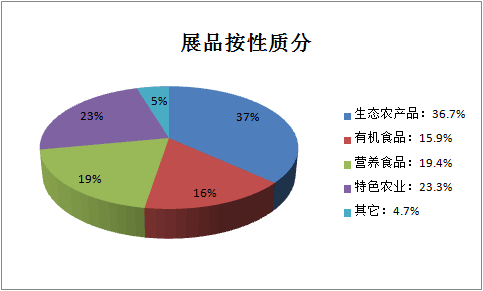 展品按性质分
37%
16%
19%
23%
5%
生态农产品：36.7%
有机食品：15.9%
营养食品：19.4%
特色农业：23.3%
其它：4.7%